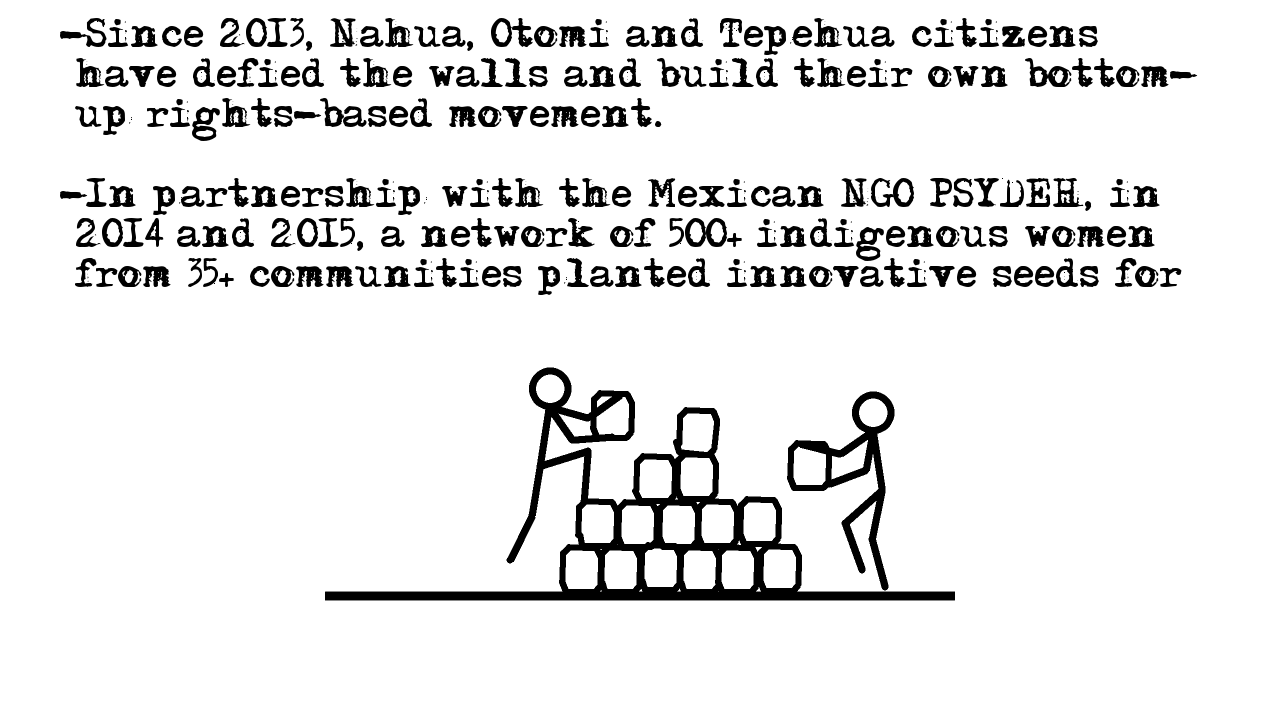 -Since 2013, Nahua, Otomi and Tepehua citizens
have defied the walls and build their own bottom-
up rights-based movement.
-In partnership with the Mexican NGO PSYDEH, in
2014 and 2015, a network of 500+ indigenous women
from 35+ communities planted innovative seeds for